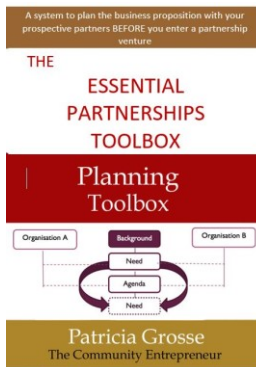 A system to plan the business proposition with your
prospective partners BEFORE you enter a partnership
venture
THE
ESSENTIAL
PARTNERSHIPS
TOOLBOX
Planning
Toolbox
Organisation A
Background
Organisation B
Need
Agenda
Need
Patricia Grosse
The Community Entrepreneur